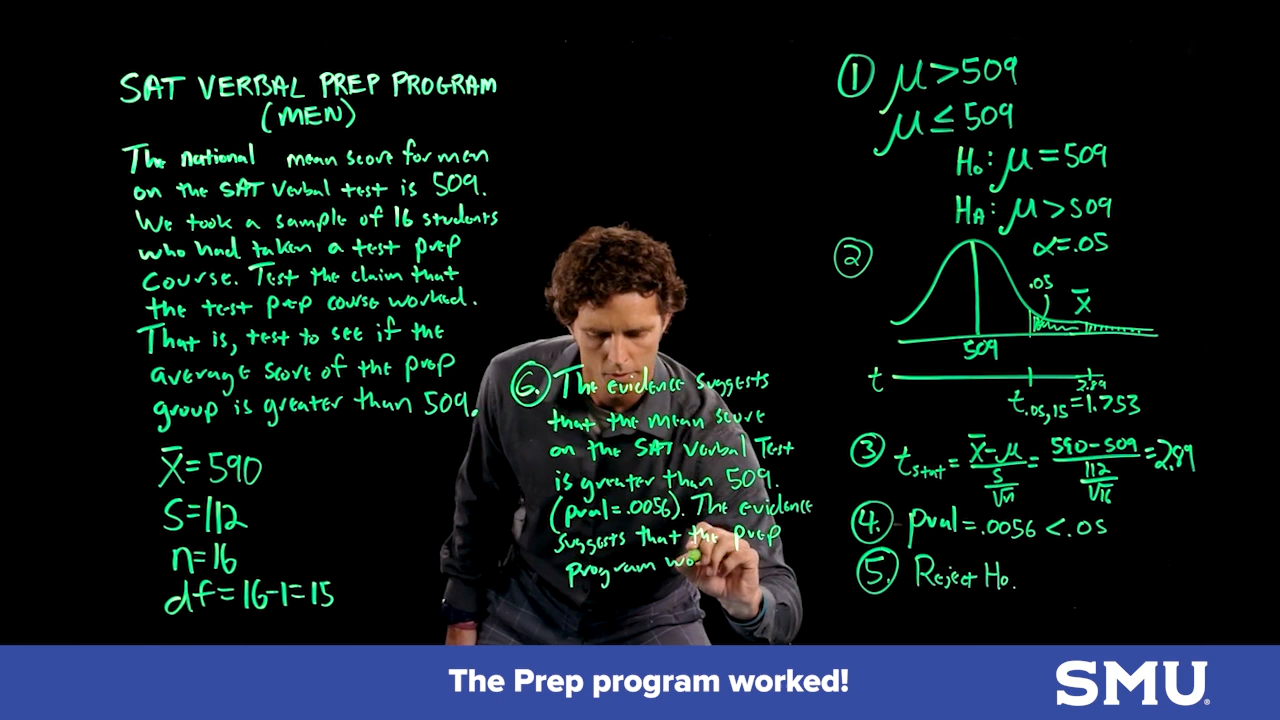 SAT VERBAL PREP PROGRAM
(MEN)
The national mean score for men
on the SAT Verbal test is 509.
We took a sample of 16 students
who had taken a test prep
course. Test the claim that
the test prep course worked.
That is, test to see if the
average score of the prep
group is greater than 509.
x̄=590
S=112
n=16
df=16-1=15
6. The evidence suggests
that the mean score
on the SAT Verbal Test
is greater than 509.
(pval=.0056). The evidence
suggests that the prep
program wo
1 μ>509
μ≤509
H₀: μ=509
H_A: μ>509
α=.05
2
.05
x̄
509
t
2.89
t.05,15=1.753
3 t_stat = (x̄-μ)/(s/√n) = (590-509)/(112/√16) = 2.89
4. pval=.0056 <.05
5. Reject H₀.
The Prep program worked!
SMU